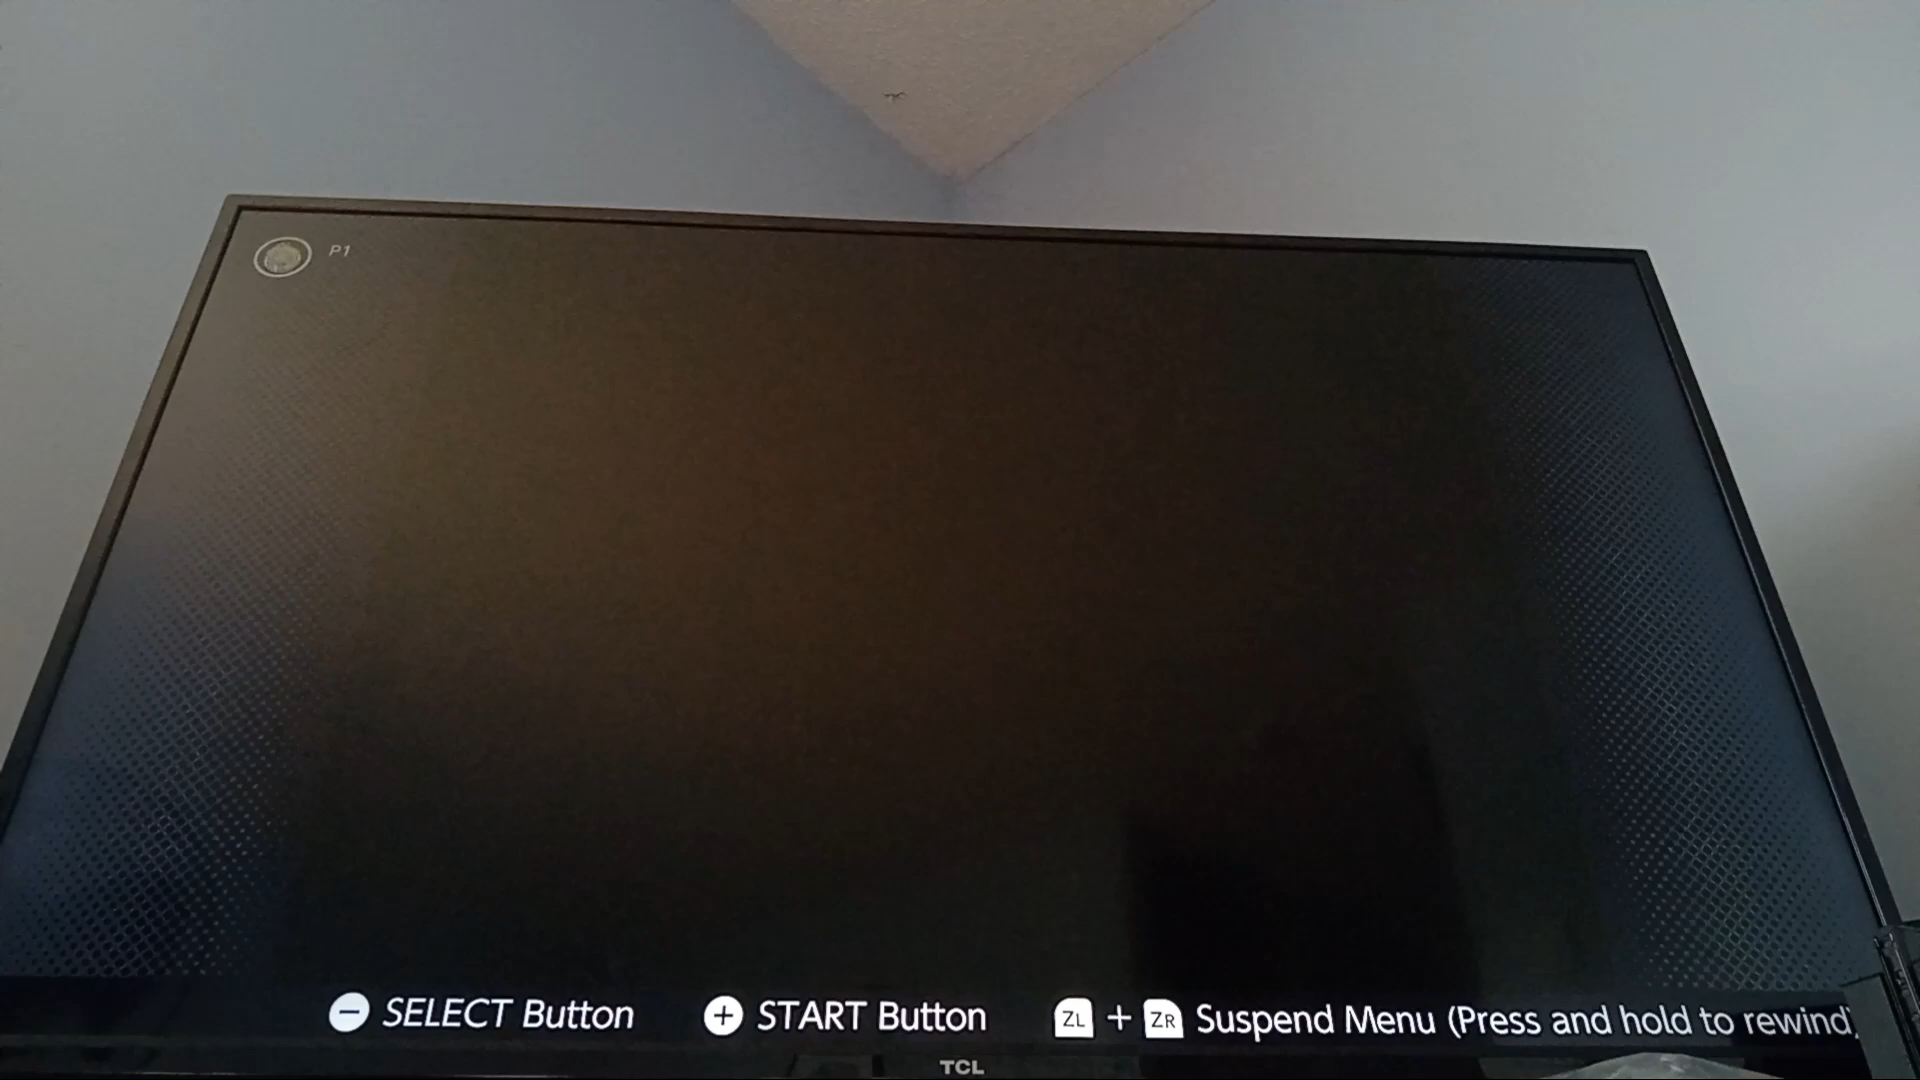 P1
SELECT Button START Button ZL + ZR Suspend Menu (Press and hold to rewind)
TCL